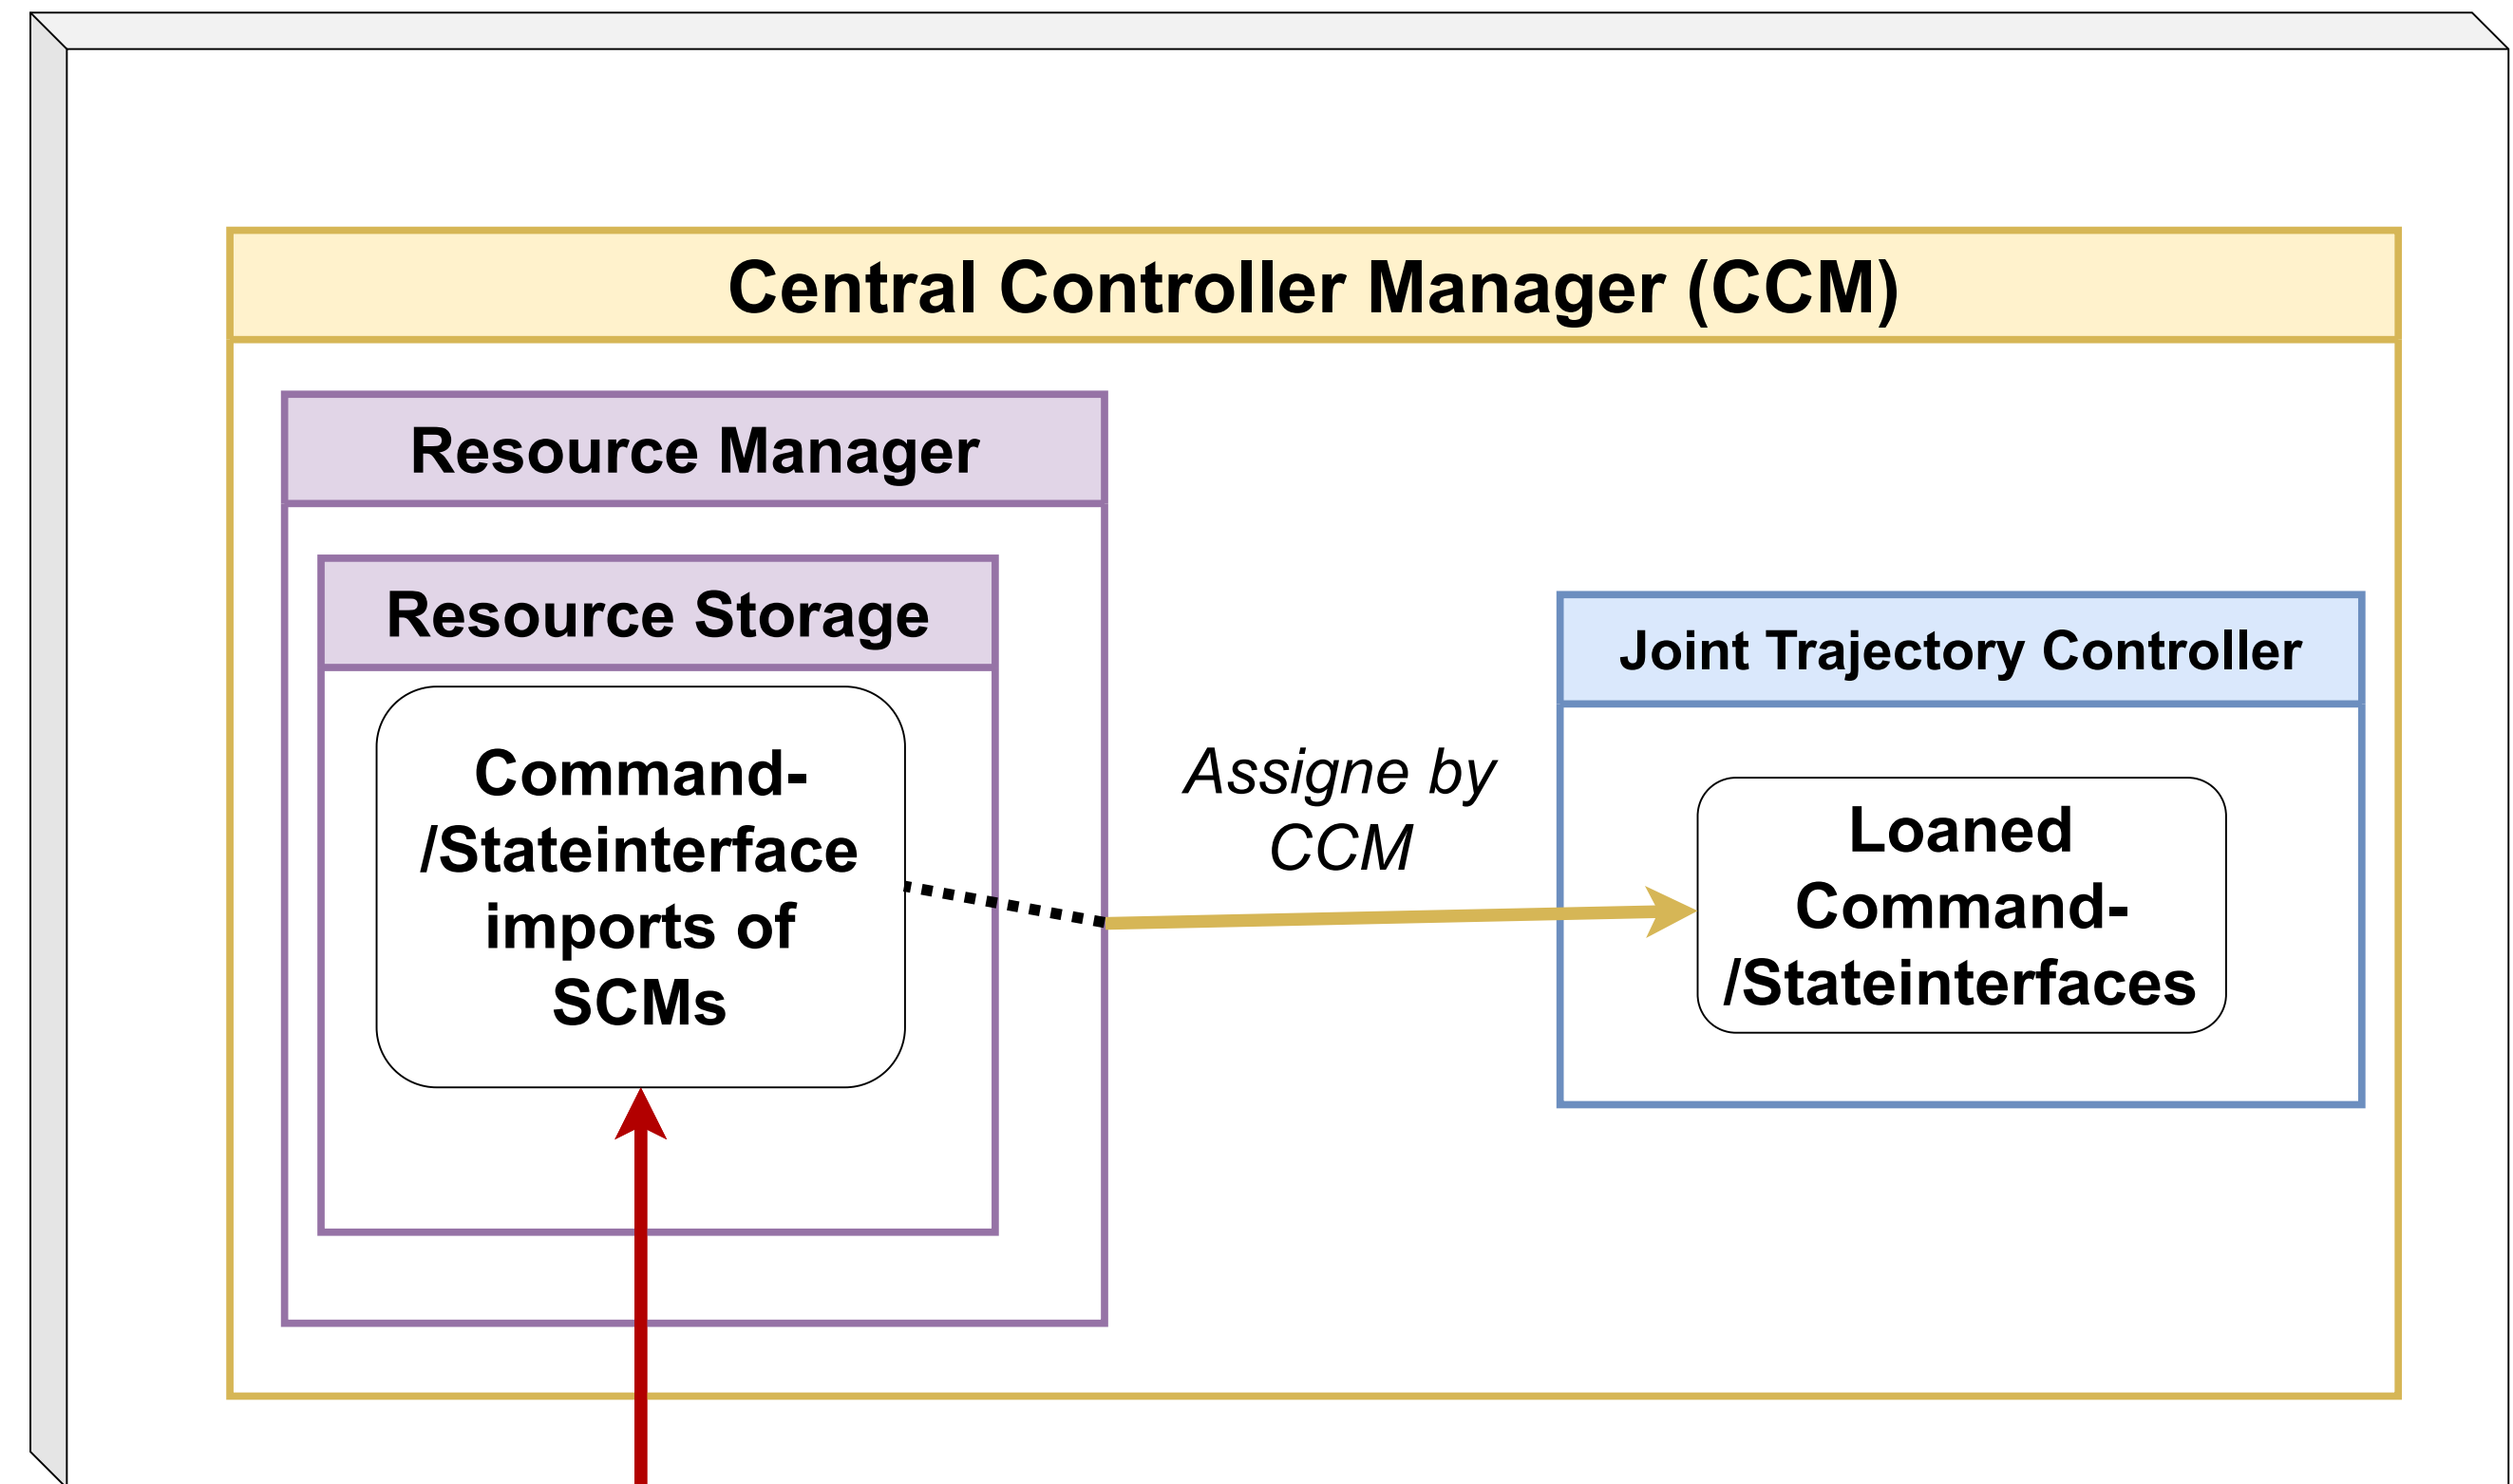 Central Controller Manager (CCM)
Resource Manager
Resource Storage
Command-
/Stateinterface
imports of
SCMs
Assigne by
CCM
Joint Trajectory Controller
Loaned
Command-
/Stateinterfaces